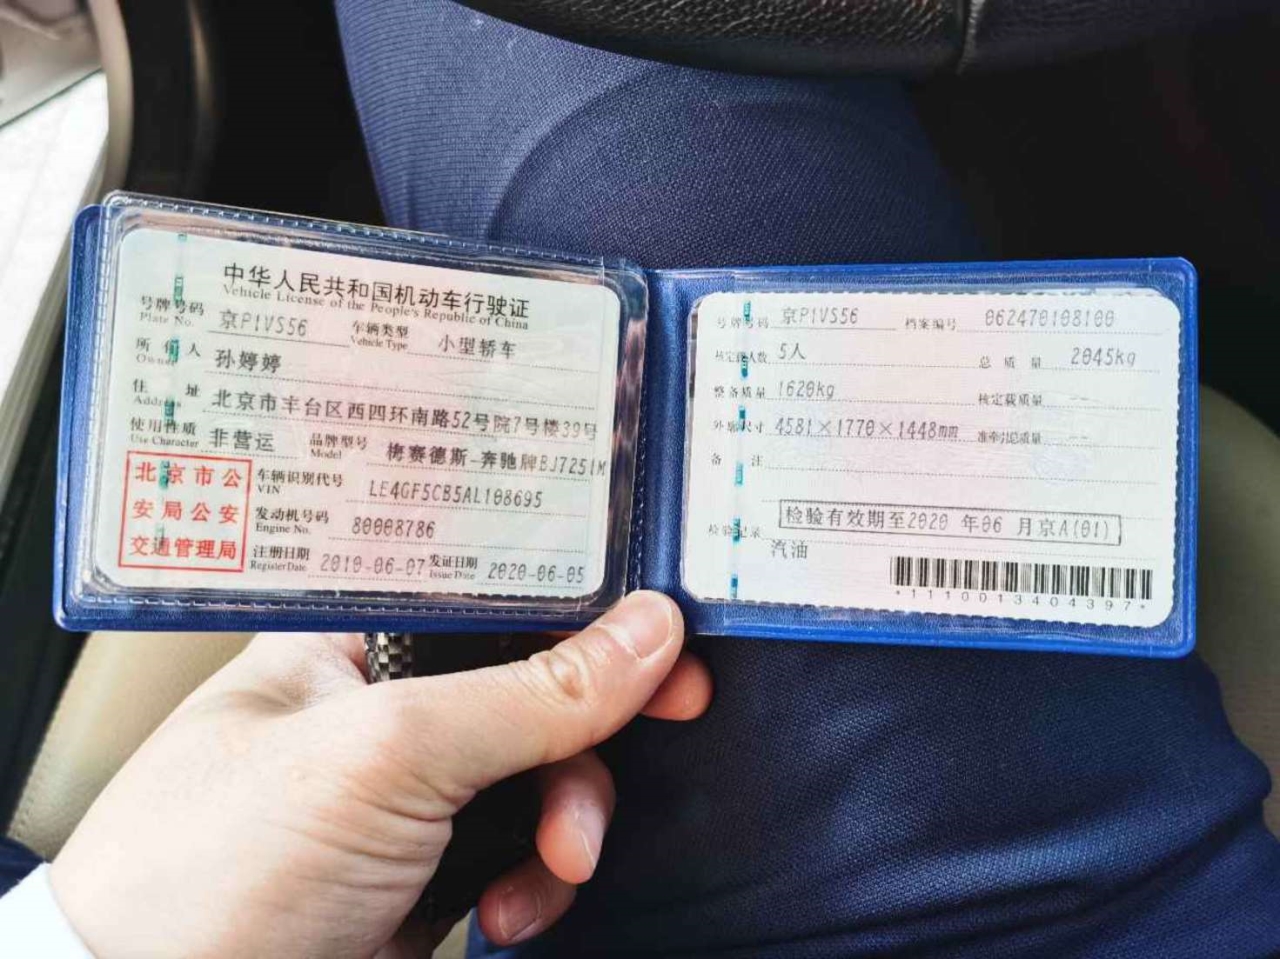 中华人民共和国机动车行驶证
Vehicle License of the People's Republic of China
号牌号码 京P1VS56 车辆类型 小型轿车
Plate No. Vehicle Type
所有人 孙婷婷
Owner
住址 北京市丰台区西四环南路52号院7号楼39号
Address
使用性质 非营运 品牌型号 梅赛德斯-奔驰牌BJ7251M
Use Character Model
北京市公
安局公安
交通管理局
车辆识别代号 LE4GF5CB5AL108695
VIN
发动机号码 80008786
Engine No.
注册日期 2010-06-07 发证日期 2020-06-05
Register Date Issue Date
号牌号码 京P1VS56 档案编号 062470108100
核定载人数 5人 总质量 2045kg
整备质量 1620kg 核定载质量 --
外廓尺寸 4581×1770×1448mm 准牵引总质量 --
备注
检验有效期至2020 年06 月京A(01)
检验记录
汽油
*1110013404397*